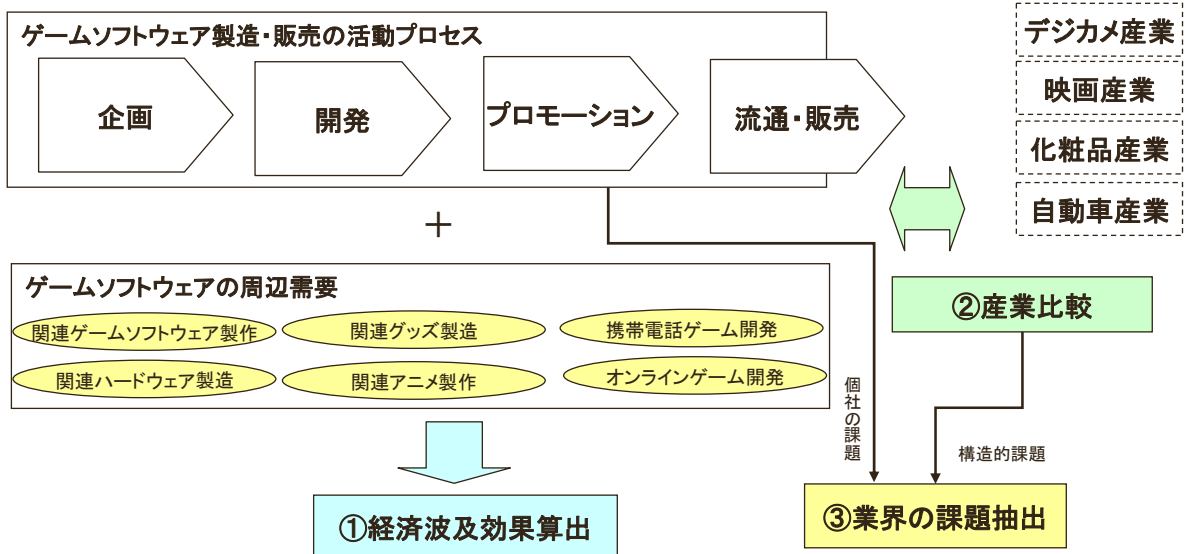 ゲームソフトウェア製造・販売の活動プロセス
企画
開発
プロモーション
流通・販売
デジカメ産業
映画産業
化粧品産業
自動車産業
＋
ゲームソフトウェアの周辺需要
関連ゲームソフトウェア製作
関連グッズ製造
携帯電話ゲーム開発
関連ハードウェア製造
関連アニメ製作
オンラインゲーム開発
②産業比較
個社の課題
構造的課題
①経済波及効果算出
③業界の課題抽出